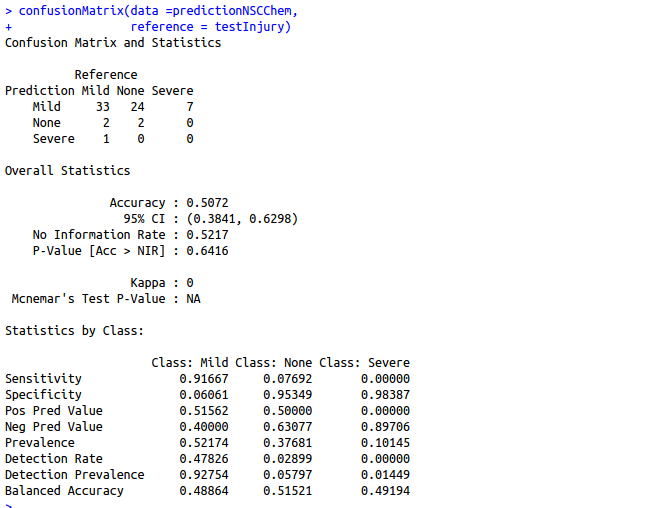 > confusionMatrix(data =predictionNSCChem,
+                 reference = testInjury)
Confusion Matrix and Statistics

          Reference
Prediction Mild None Severe
    Mild     33   24      7
    None      2    2      0
    Severe    1    0      0

Overall Statistics

               Accuracy : 0.5072
                 95% CI : (0.3841, 0.6298)
    No Information Rate : 0.5217
    P-Value [Acc > NIR] : 0.6416

                  Kappa : 0
 Mcnemar's Test P-Value : NA

Statistics by Class:

                     Class: Mild Class: None Class: Severe
Sensitivity              0.91667     0.07692       0.00000
Specificity              0.06061     0.95349       0.98387
Pos Pred Value           0.51562     0.50000       0.00000
Neg Pred Value           0.40000     0.63077       0.89706
Prevalence               0.52174     0.37681       0.10145
Detection Rate           0.47826     0.02899       0.00000
Detection Prevalence     0.92754     0.05797       0.01449
Balanced Accuracy        0.48864     0.51521       0.49194
>